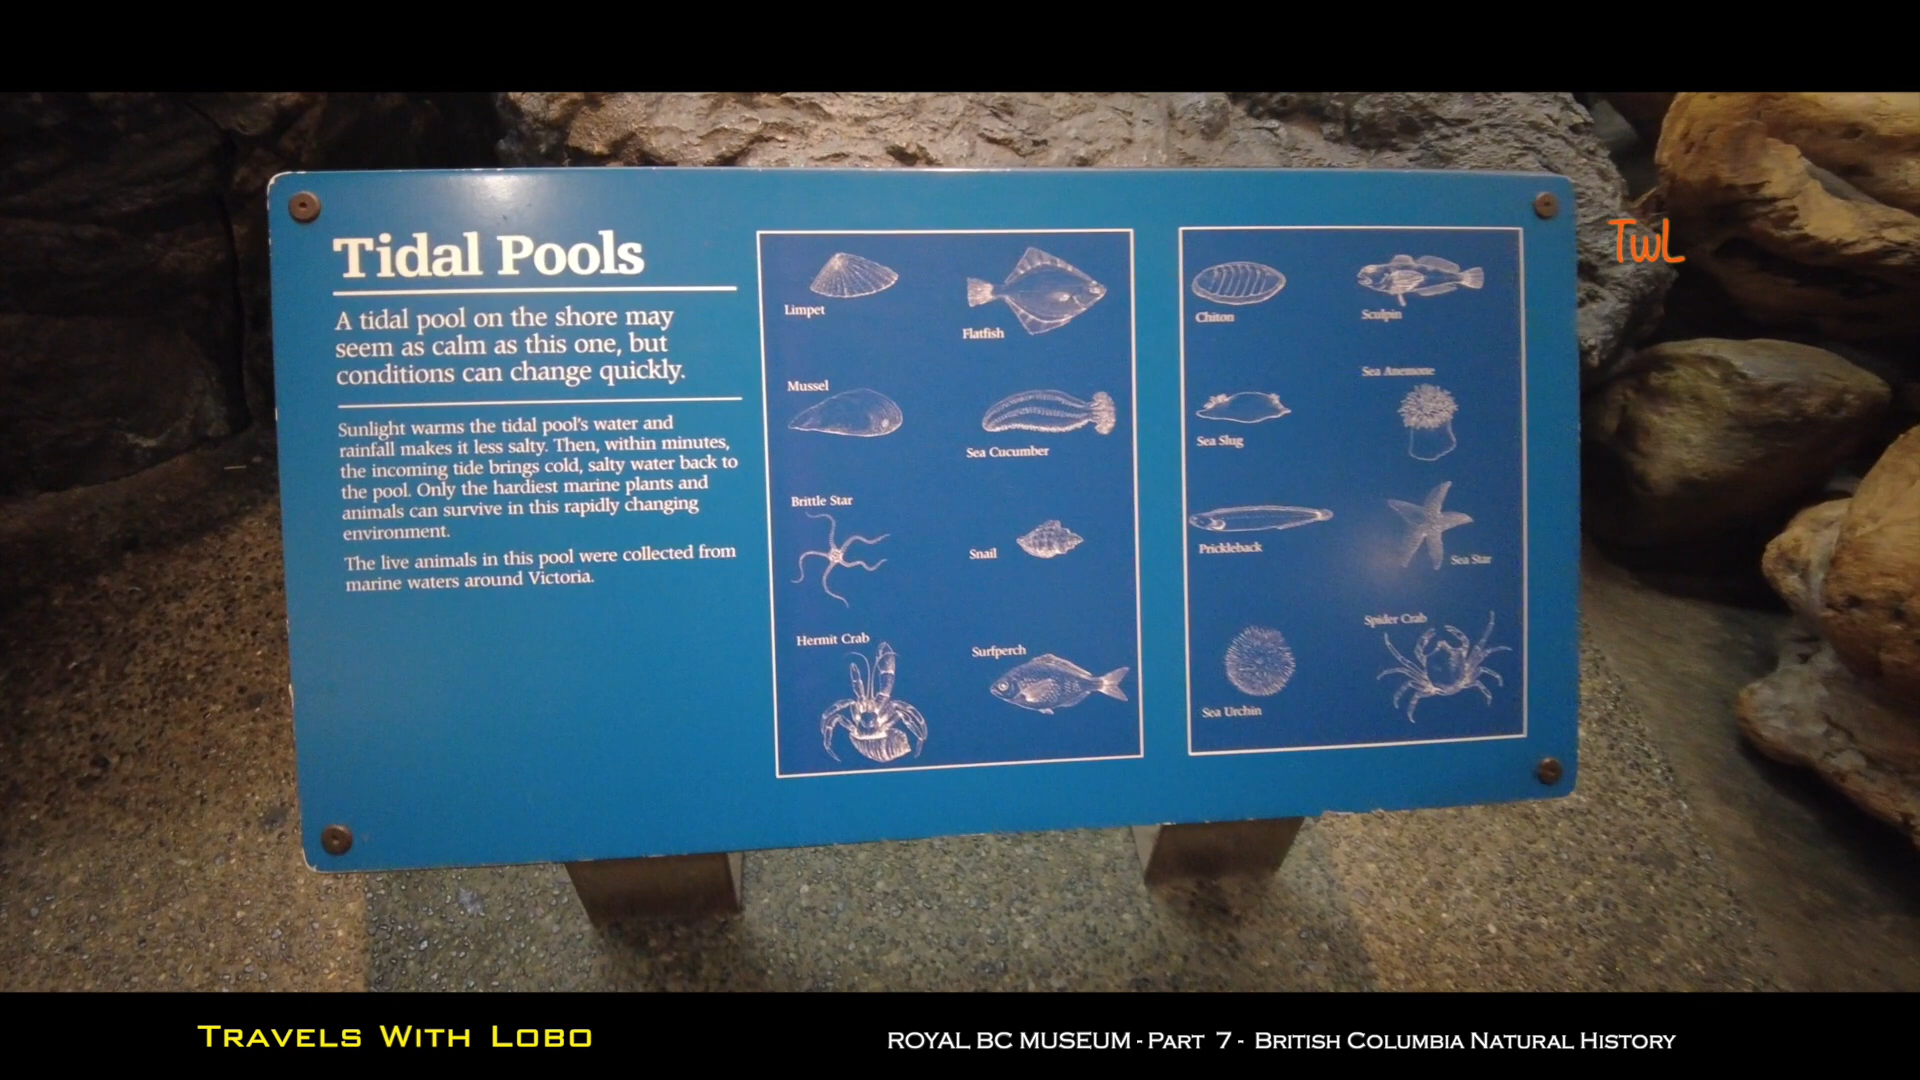 Tidal Pools
A tidal pool on the shore may
seem as calm as this one, but
conditions can change quickly.
Sunlight warms the tidal pool's water and
rainfall makes it less salty. Then, within minutes,
the incoming tide brings cold, salty water back to
the pool. Only the hardiest marine plants and
animals can survive in this rapidly changing
environment.
The live animals in this pool were collected from
marine waters around Victoria.
Limpet
Flatfish
Mussel
Sea Cucumber
Brittle Star
Snail
Hermit Crab
Surfperch
Chiton
Sculpin
Sea Anemone
Sea Slug
Prickleback
Sea Star
Spider Crab
Sea Urchin
TwL
TRAVELS WITH LOBO
ROYAL BC MUSEUM - PART 7 - BRITISH COLUMBIA NATURAL HISTORY